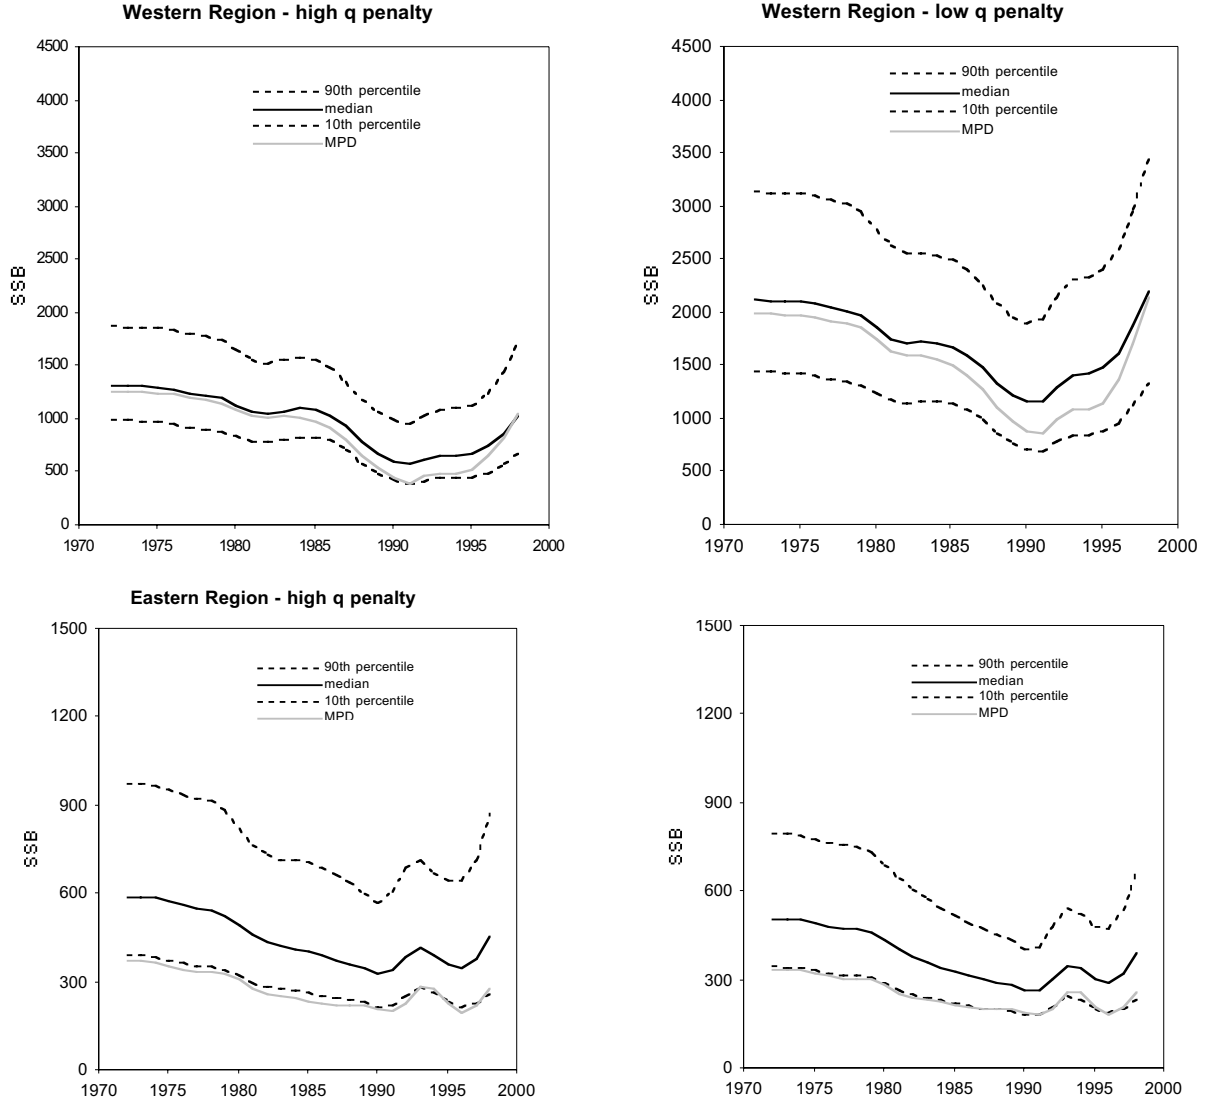 Western Region - high q penalty
4500
4000
3500
3000
2500
2000
1500
1000
500
0
SSB
90th percentile
median
10th percentile
MPD
1970 1975 1980 1985 1990 1995 2000
Western Region - low q penalty
4500
4000
3500
3000
2500
2000
1500
1000
500
0
SSB
90th percentile
median
10th percentile
MPD
1970 1975 1980 1985 1990 1995 2000
Eastern Region - high q penalty
1500
1200
900
600
300
0
SSB
90th percentile
median
10th percentile
MPD
1970 1975 1980 1985 1990 1995 2000
1500
1200
900
600
300
0
SSB
90th percentile
median
10th percentile
MPD
1970 1975 1980 1985 1990 1995 2000